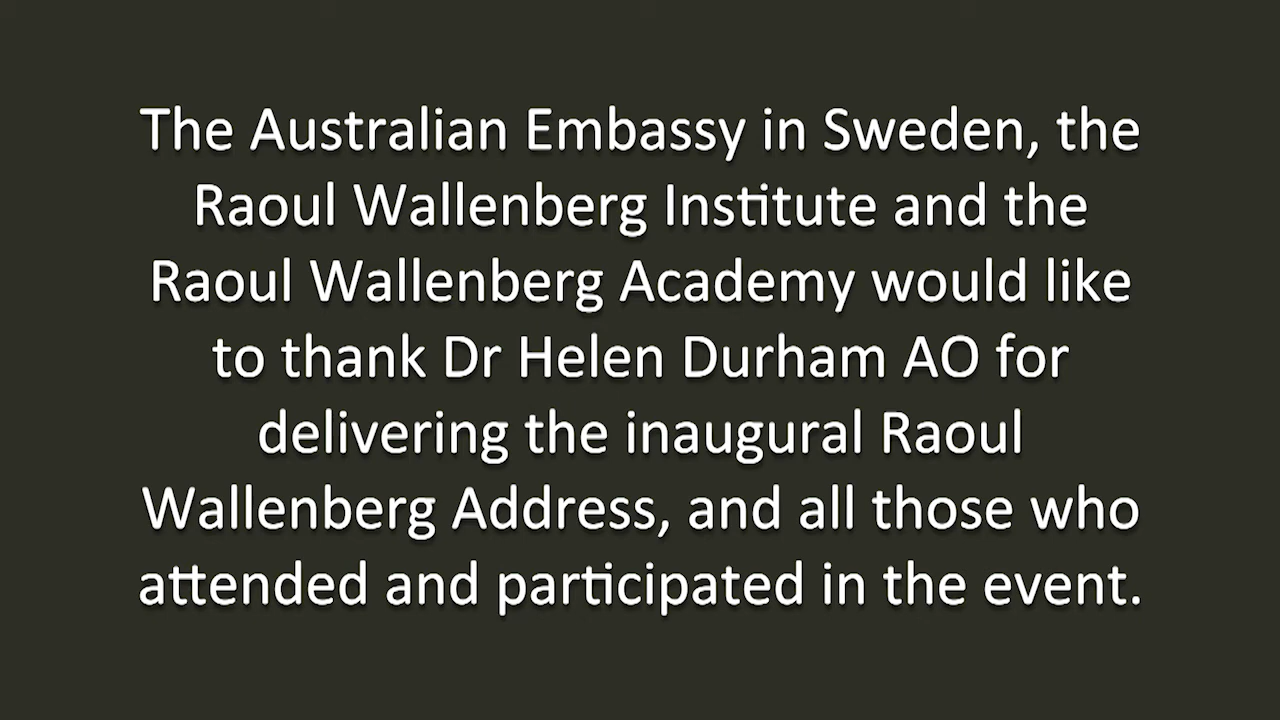 The Australian Embassy in Sweden, the
Raoul Wallenberg Institute and the
Raoul Wallenberg Academy would like
to thank Dr Helen Durham AO for
delivering the inaugural Raoul
Wallenberg Address, and all those who
attended and participated in the event.